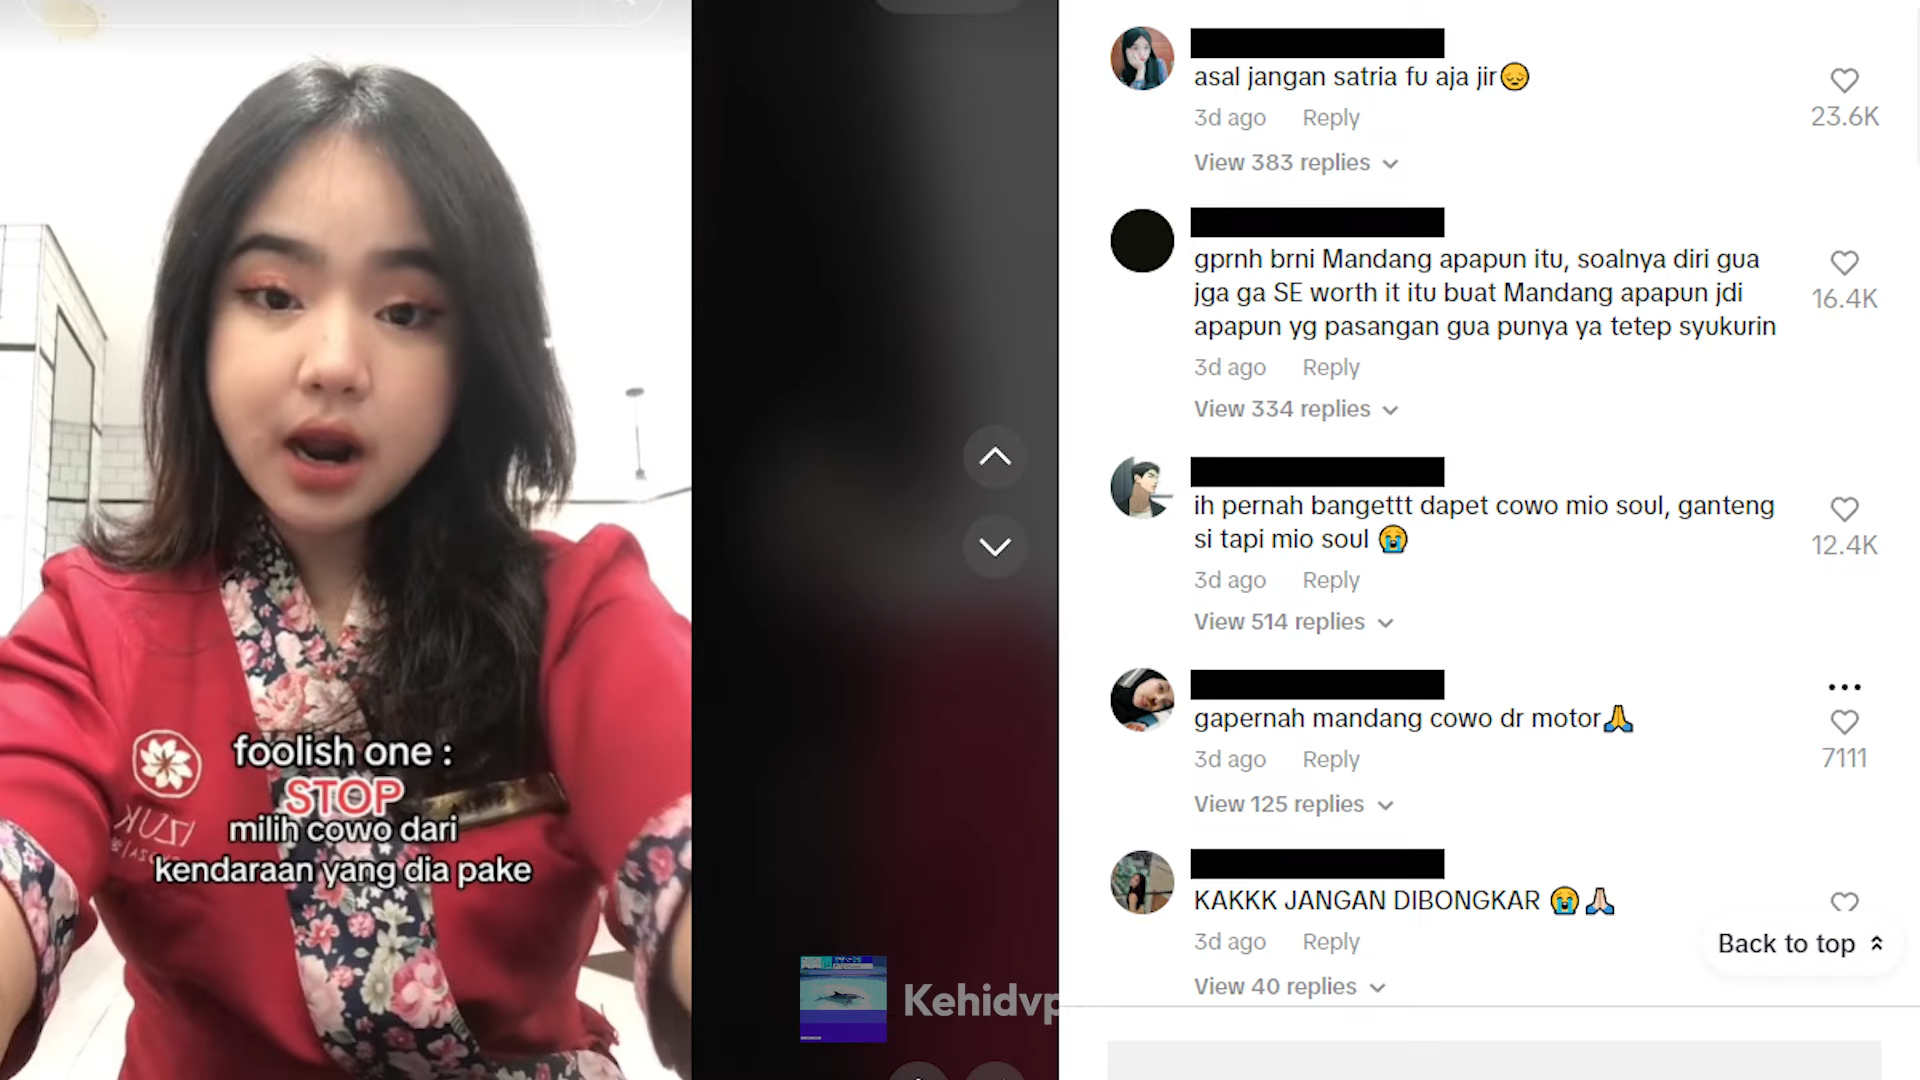 foolish one :
STOP
milih cowo dari
kendaraan yang dia pake
Kehidvp
asal jangan satria fu aja jir😔
3d ago Reply
View 383 replies
23.6K
gprnh brni Mandang apapun itu, soalnya diri gua
jga ga SE worth it itu buat Mandang apapun jdi
apapun yg pasangan gua punya ya tetep syukurin
3d ago Reply
View 334 replies
16.4K
ih pernah bangettt dapet cowo mio soul, ganteng
si tapi mio soul 😭
3d ago Reply
View 514 replies
12.4K
gapernah mandang cowo dr motor🙏
3d ago Reply
View 125 replies
7111
KAKKK JANGAN DIBONGKAR 😭🙏🏻
3d ago Reply
View 40 replies
Back to top